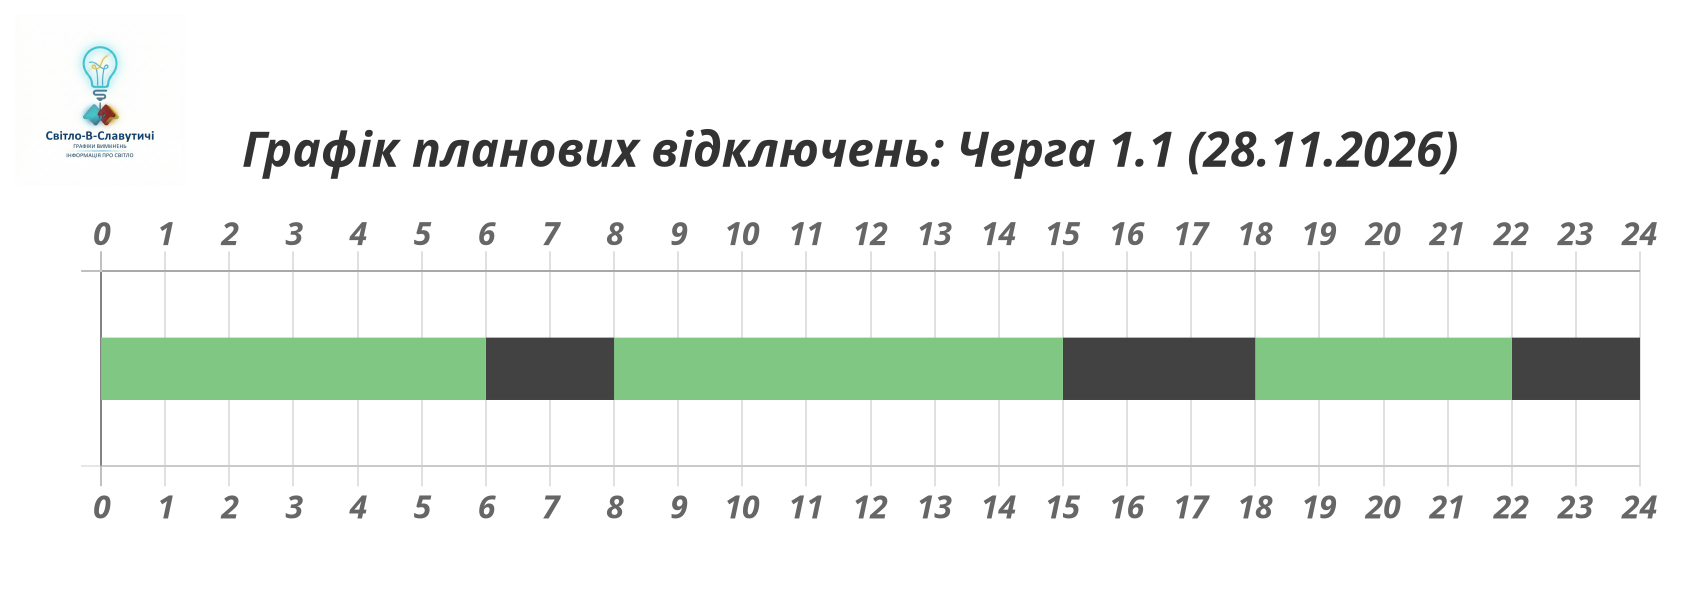 Світло-В-Славутичі
ГРАФІКИ ВИМКНЕНЬ
ІНФОРМАЦІЯ ПРО СВІТЛО
Графік планових відключень: Черга 1.1 (28.11.2026)
0 1 2 3 4 5 6 7 8 9 10 11 12 13 14 15 16 17 18 19 20 21 22 23 24
0 1 2 3 4 5 6 7 8 9 10 11 12 13 14 15 16 17 18 19 20 21 22 23 24